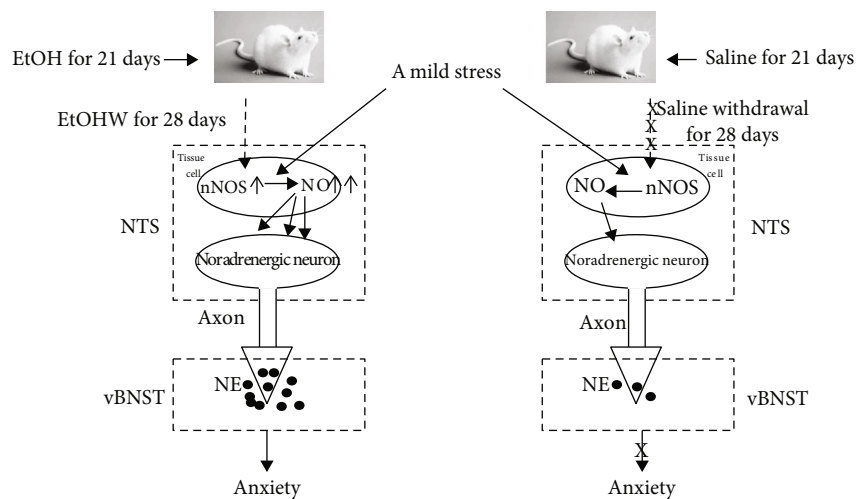 EtOH for 21 days
A mild stress
Saline for 21 days
EtOHW for 28 days
X
X
X
Saline withdrawal
for 28 days
Tissue
cell
nNOS
NO
NTS
Noradrenergic neuron
Axon
NE
vBNST
Anxiety
Tissue
cell
NO
nNOS
NTS
Noradrenergic neuron
Axon
NE
vBNST
X
Anxiety